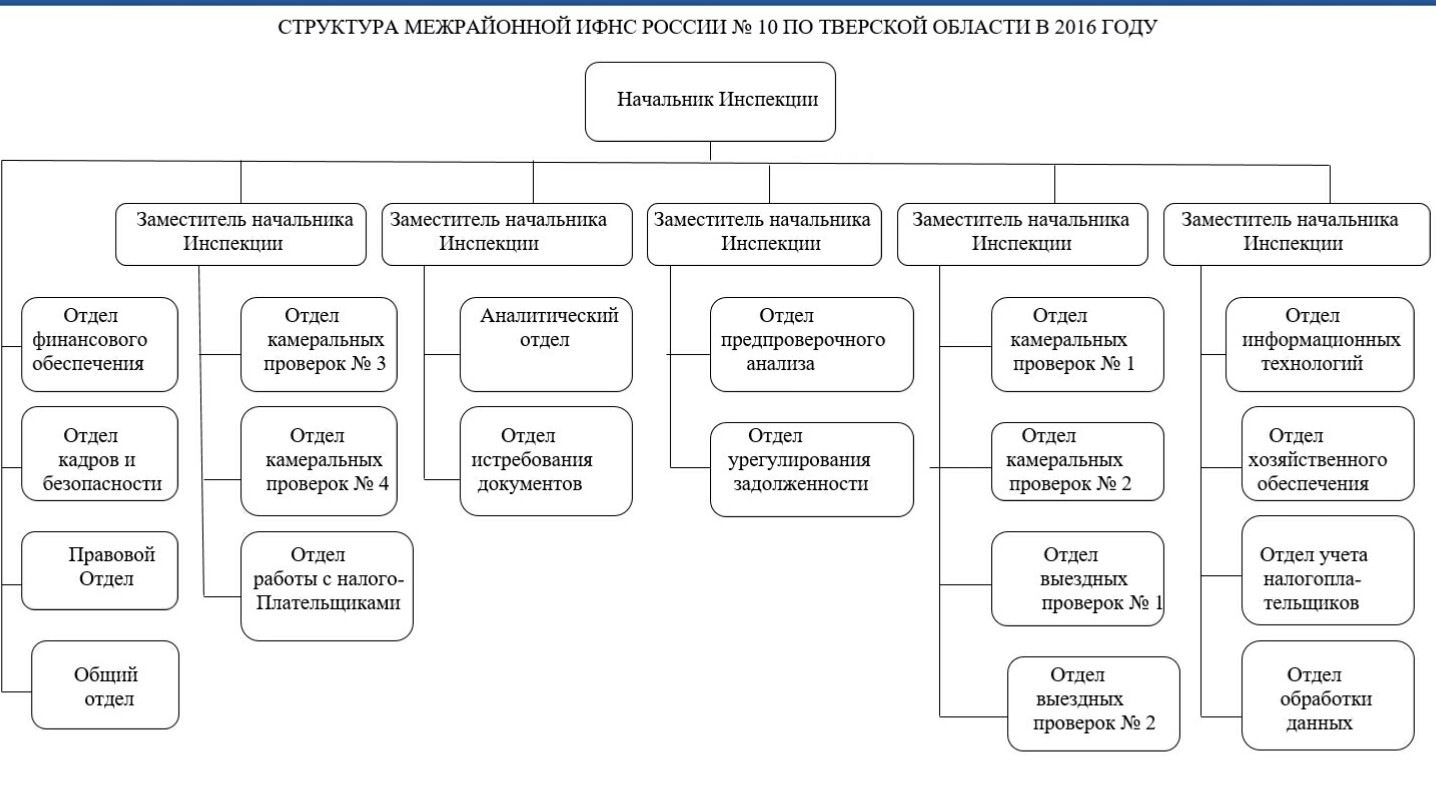 СТРУКТУРА МЕЖРАЙОННОЙ ИФНС РОССИИ № 10 ПО ТВЕРСКОЙ ОБЛАСТИ В 2016 ГОДУ
Начальник Инспекции
Заместитель начальника
Инспекции
Заместитель начальника
Инспекции
Заместитель начальника
Инспекции
Заместитель начальника
Инспекции
Заместитель начальника
Инспекции
Отдел
финансового
обеспечения
Отдел
кадров и
безопасности
Правовой
Отдел
Общий
отдел
Отдел
камеральных
проверок № 3
Отдел
камеральных
проверок № 4
Отдел
работы с налого-
Плательщиками
Аналитический
отдел
Отдел
истребования
документов
Отдел
предпроверочного
анализа
Отдел
урегулирования
задолженности
Отдел
камеральных
проверок № 1
Отдел
камеральных
проверок № 2
Отдел
выездных
проверок № 1
Отдел
выездных
проверок № 2
Отдел
информационных
технологий
Отдел
хозяйственного
обеспечения
Отдел учета
налогопла-
тельщиков
Отдел
обработки
данных